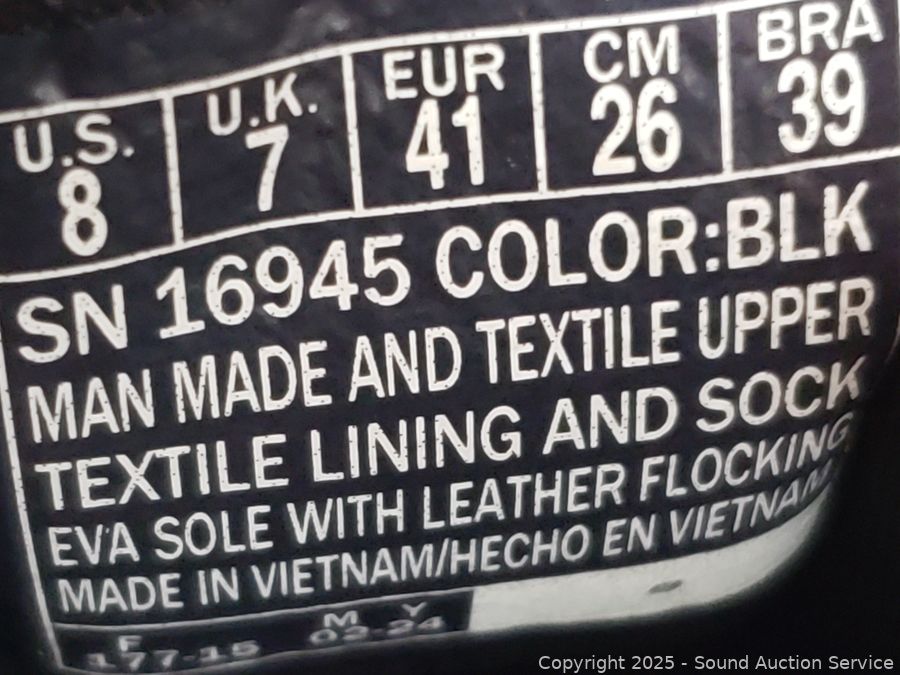 U.S. U.K. EUR CM BRA
8 7 41 26 39
SN 16945 COLOR:BLK
MAN MADE AND TEXTILE UPPER
TEXTILE LINING AND SOCK
EVA SOLE WITH LEATHER FLOCKING
MADE IN VIETNAM/HECHO EN VIETNAM
F M Y
177-15 02-24
Copyright 2025 - Sound Auction Service